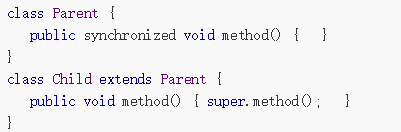 class Parent {
public synchronized void method() {   }
}
class Child extends Parent {
public void method() { super.method();   }
}